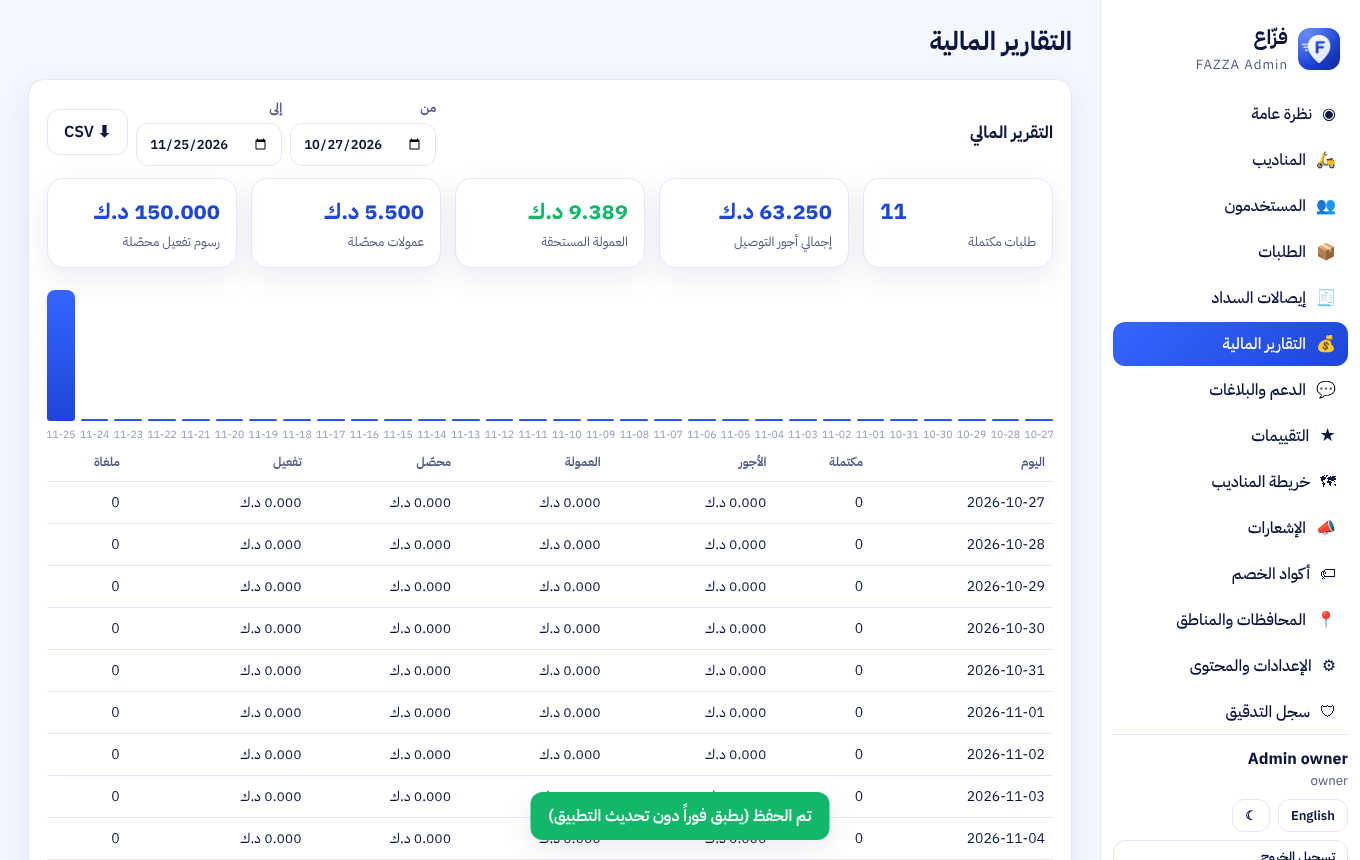 فزّاع
FAZZA Admin
نظرة عامة
المناديب
المستخدمون
الطلبات
إيصالات السداد
التقارير المالية
الدعم والبلاغات
التقييمات
خريطة المناديب
الإشعارات
أكواد الخصم
المحافظات والمناطق
الإعدادات والمحتوى
سجل التدقيق
Admin owner
owner
English
تسجيل الخروج
التقارير المالية
التقرير المالي
من
10/27/2026
إلى
11/25/2026
⬇ CSV
11
طلبات مكتملة
63.250 د.ك
إجمالي أجور التوصيل
9.389 د.ك
العمولة المستحقة
5.500 د.ك
عمولات محصّلة
150.000 د.ك
رسوم تفعيل محصّلة
10-27 10-28 10-29 10-30 10-31 11-01 11-02 11-03 11-04 11-05 11-06 11-07 11-08 11-09 11-10 11-11 11-12 11-13 11-14 11-15 11-16 11-17 11-18 11-19 11-20 11-21 11-22 11-23 11-24 11-25
اليوم مكتملة الأجور العمولة محصّل تفعيل ملغاة
2026-10-27 0 0.000 د.ك 0.000 د.ك 0.000 د.ك 0.000 د.ك 0
2026-10-28 0 0.000 د.ك 0.000 د.ك 0.000 د.ك 0.000 د.ك 0
2026-10-29 0 0.000 د.ك 0.000 د.ك 0.000 د.ك 0.000 د.ك 0
2026-10-30 0 0.000 د.ك 0.000 د.ك 0.000 د.ك 0.000 د.ك 0
2026-10-31 0 0.000 د.ك 0.000 د.ك 0.000 د.ك 0.000 د.ك 0
2026-11-01 0 0.000 د.ك 0.000 د.ك 0.000 د.ك 0.000 د.ك 0
2026-11-02 0 0.000 د.ك 0.000 د.ك 0.000 د.ك 0.000 د.ك 0
2026-11-03 0 0.000 د.ك 0.000 د.ك 0
2026-11-04 0 0.000 د.ك 0.000 د.ك 0
تم الحفظ (يطبق فوراً دون تحديث التطبيق)